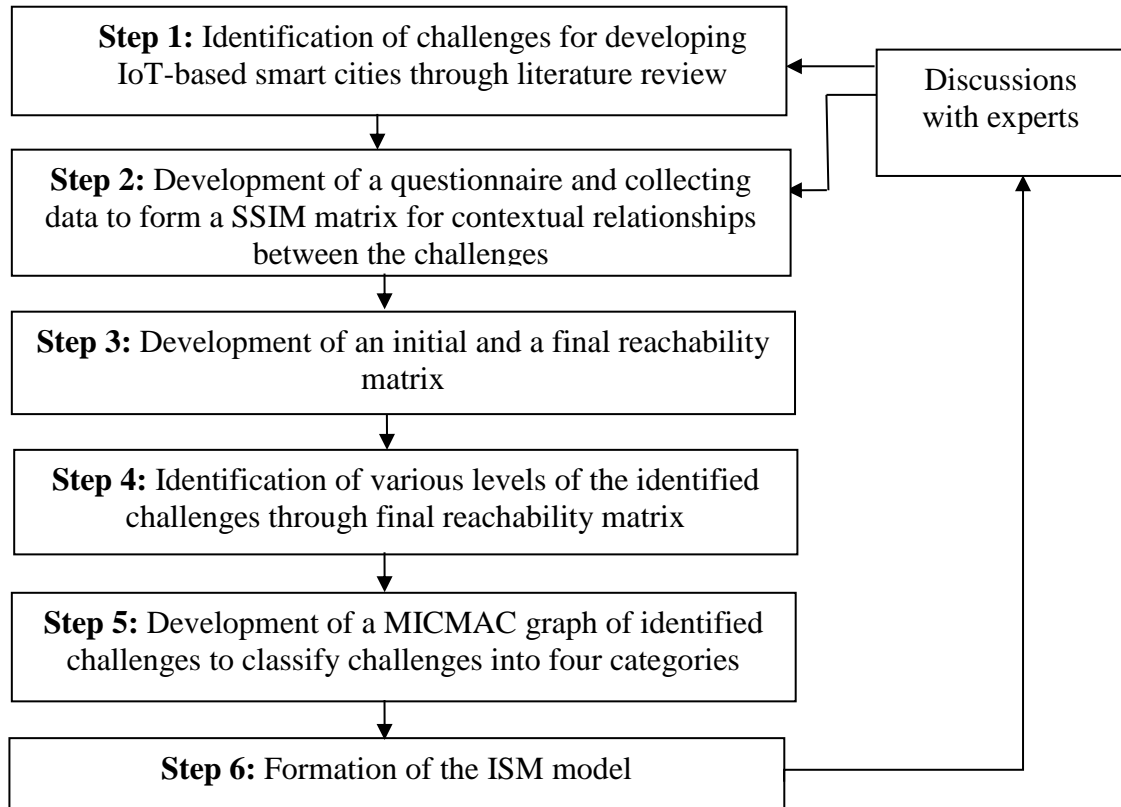 Step 1: Identification of challenges for developing
IoT-based smart cities through literature review
Discussions
with experts
Step 2: Development of a questionnaire and collecting
data to form a SSIM matrix for contextual relationships
between the challenges
Step 3: Development of an initial and a final reachability
matrix
Step 4: Identification of various levels of the identified
challenges through final reachability matrix
Step 5: Development of a MICMAC graph of identified
challenges to classify challenges into four categories
Step 6: Formation of the ISM model